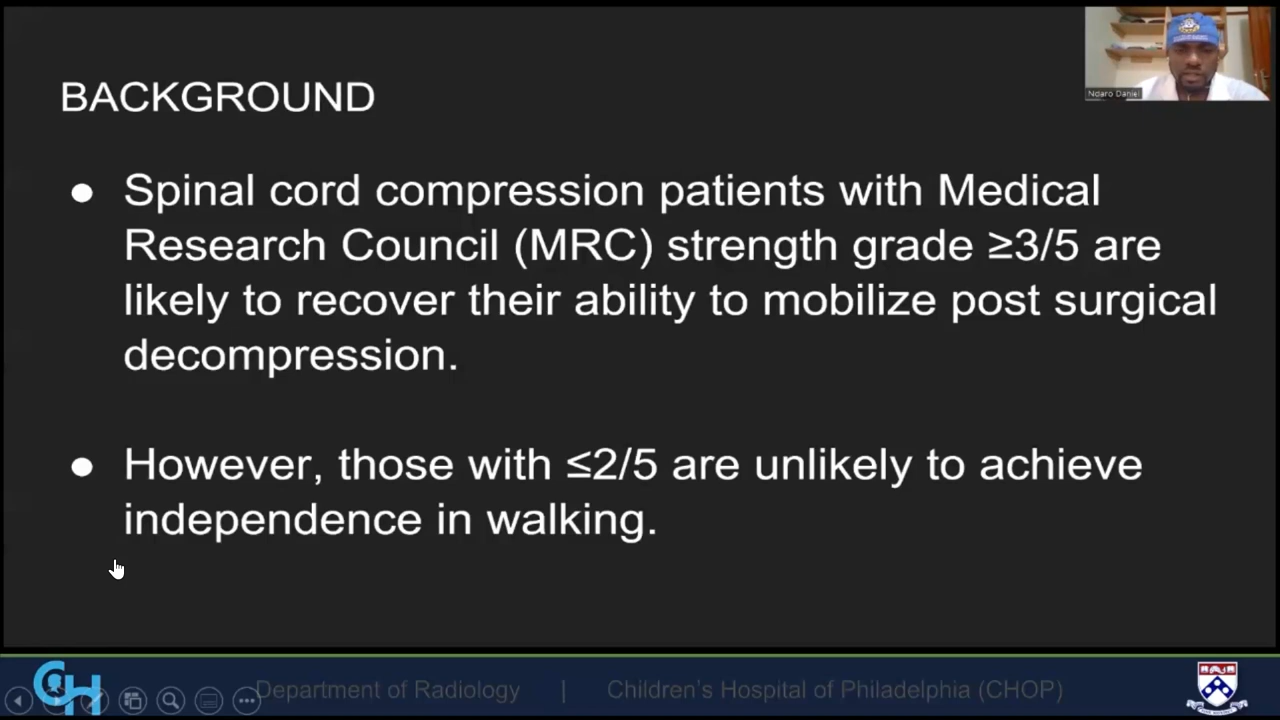 BACKGROUND
Ndaro Daniel
● Spinal cord compression patients with Medical
Research Council (MRC) strength grade ≥3/5 are
likely to recover their ability to mobilize post surgical
decompression.
● However, those with ≤2/5 are unlikely to achieve
independence in walking.
CH
Department of Radiology | Children's Hospital of Philadelphia (CHOP)